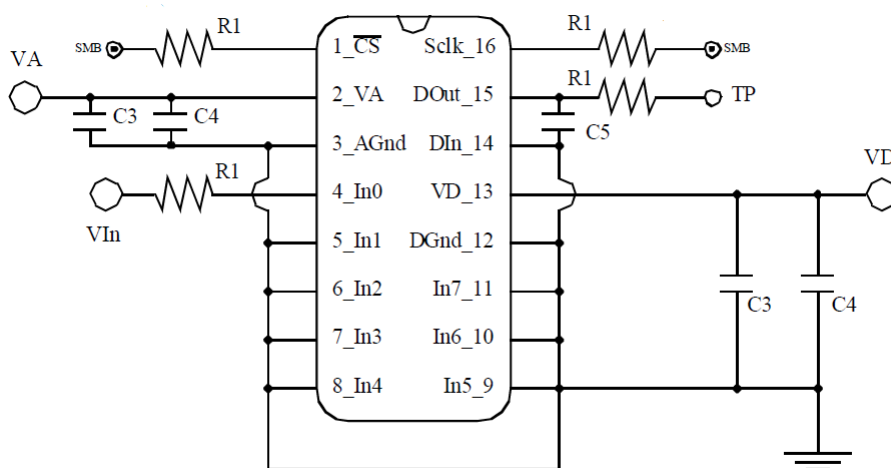 SMB
R1
1_CS
Sclk_16
R1
SMB
VA
2_VA
DOut_15
R1
TP
C3
C4
3_AGnd
DIn_14
C5
R1
4_In0
VD_13
VD
VIn
5_In1
DGnd_12
6_In2
In7_11
C3
C4
7_In3
In6_10
8_In4
In5_9